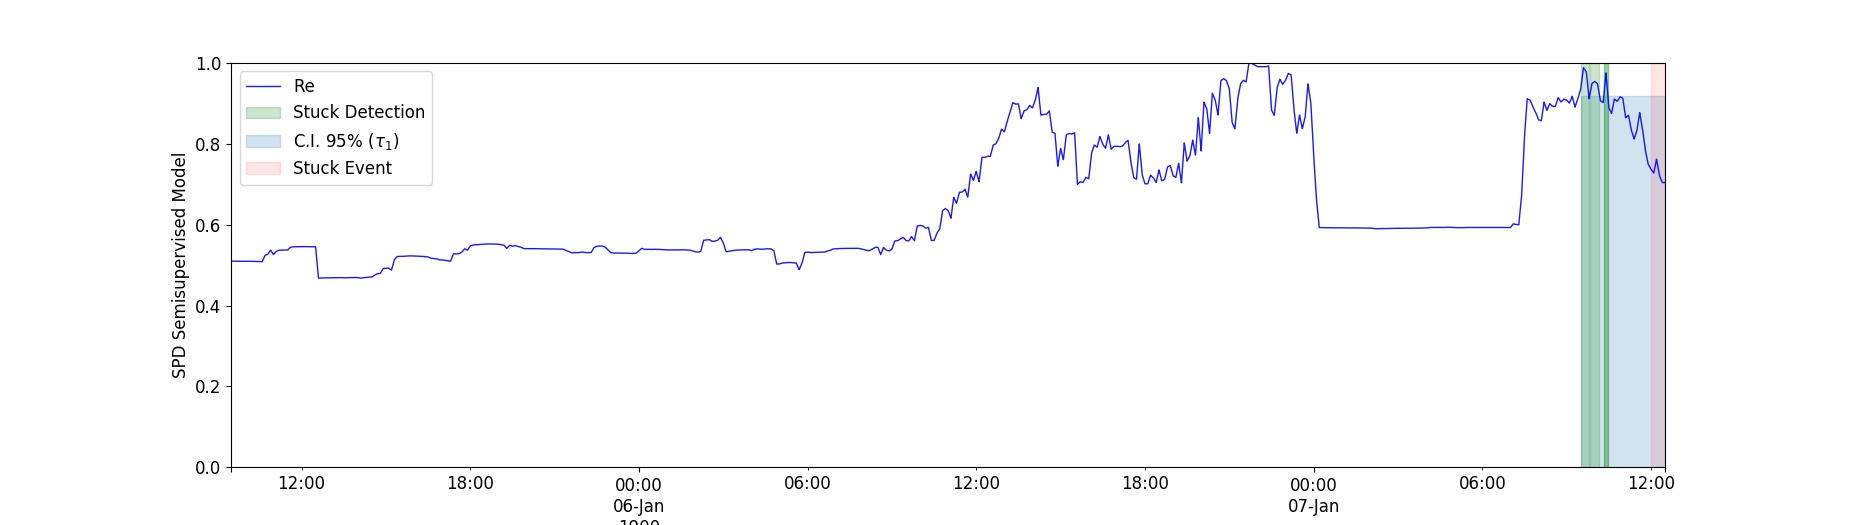 1.0
0.8
0.6
0.4
0.2
0.0
SPD Semisupervised Model
Re
Stuck Detection
C.I. 95% (τ₁)
Stuck Event
12:00 18:00 00:00 06:00 12:00 18:00 00:00 06:00 12:00
06-Jan 07-Jan
1900